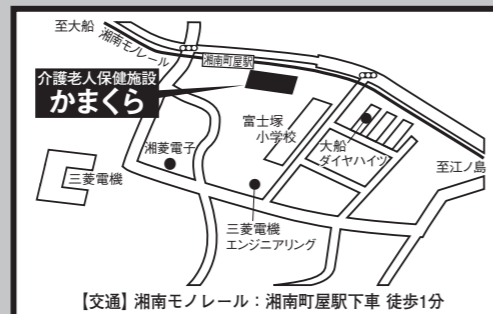 至大船
湘南モノレール
湘南町屋駅
介護老人保健施設
かまくら
富士塚
小学校
湘菱電子
大船
ダイヤハイツ
至江ノ島
三菱電機
三菱電機
エンジニアリング
【交通】湘南モノレール：湘南町屋駅下車 徒歩1分